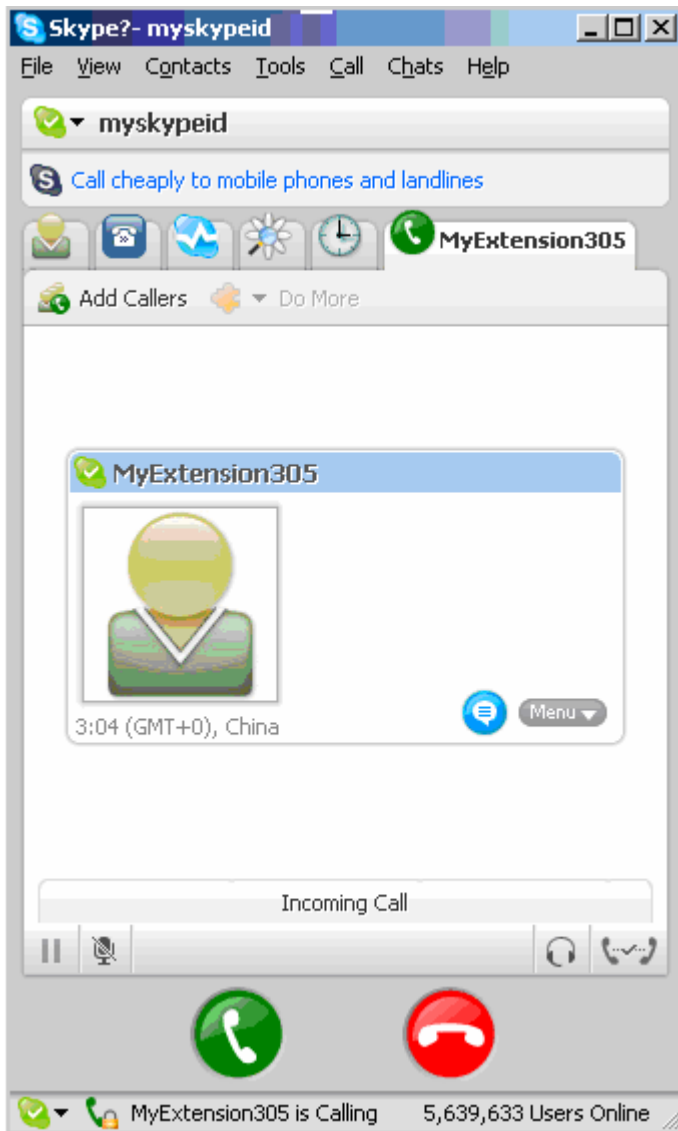 Skype?- myskypeid
File View Contacts Tools Call Chats Help
myskypeid
Call cheaply to mobile phones and landlines
MyExtension305
Add Callers Do More
MyExtension305
3:04 (GMT+0), China
Menu
Incoming Call
MyExtension305 is Calling 5,639,633 Users Online